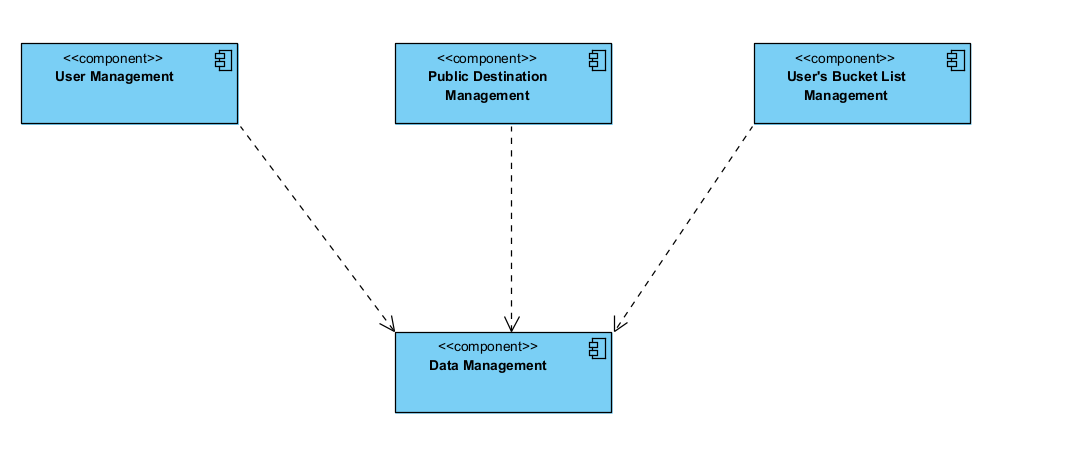 <<component>>
User Management
<<component>>
Public Destination
Management
<<component>>
User's Bucket List
Management
<<component>>
Data Management